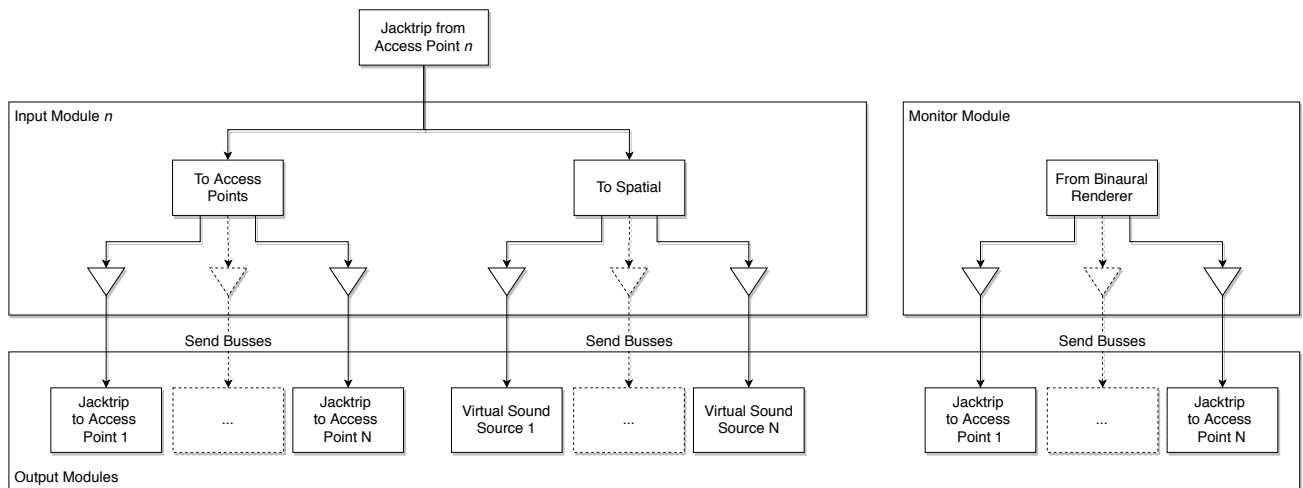 Jacktrip from
Access Point n
Input Module n
Monitor Module
To Access
Points
To Spatial
From Binaural
Renderer
Send Busses
Send Busses
Send Busses
Jacktrip
to Access
Point 1
...
Jacktrip
to Access
Point N
Virtual Sound
Source 1
...
Virtual Sound
Source N
Jacktrip
to Access
Point 1
...
Jacktrip
to Access
Point N
Output Modules